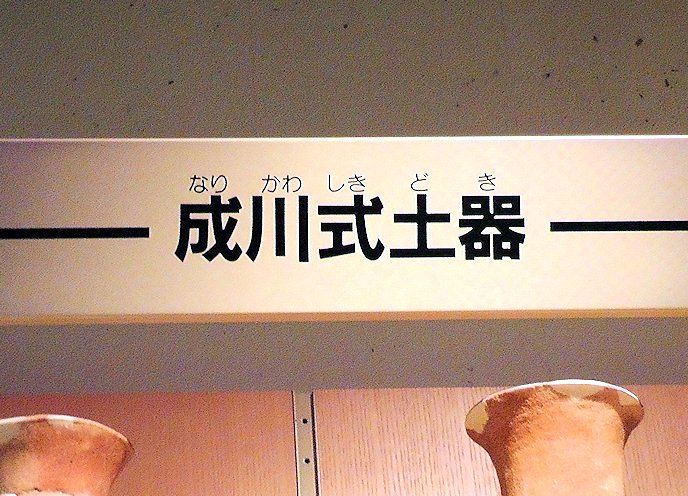 なり かわ しき ど き
成川式土器